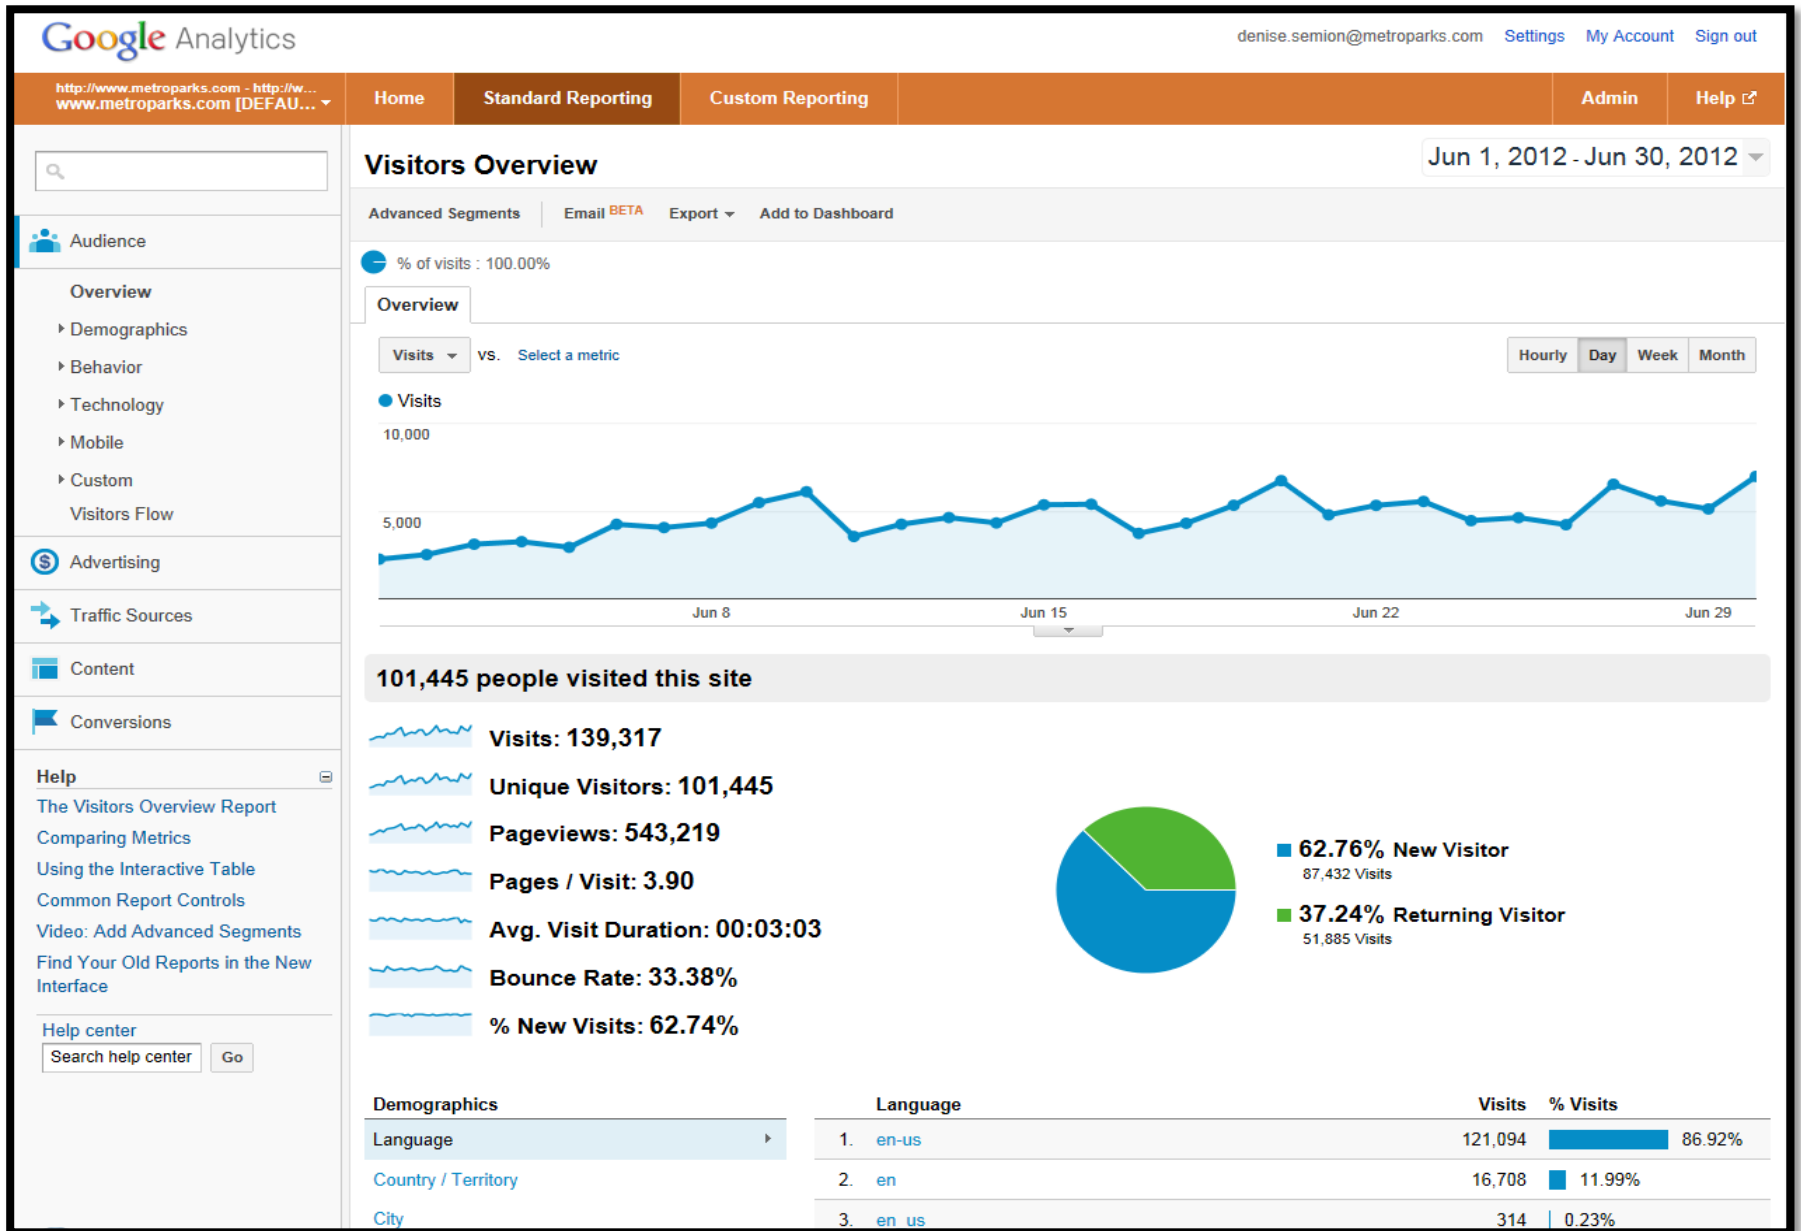 Google Analytics
denise.semion@metroparks.com Settings My Account Sign out
http://www.metroparks.com - http://w...
www.metroparks.com [DEFAU...
Home Standard Reporting Custom Reporting Admin Help
Visitors Overview
Jun 1, 2012 - Jun 30, 2012
Advanced Segments Email BETA Export Add to Dashboard
Audience
Overview
Demographics
Behavior
Technology
Mobile
Custom
Visitors Flow
Advertising
Traffic Sources
Content
Conversions
Help
The Visitors Overview Report
Comparing Metrics
Using the Interactive Table
Common Report Controls
Video: Add Advanced Segments
Find Your Old Reports in the New
Interface
Help center
Search help center Go
% of visits : 100.00%
Overview
Visits VS. Select a metric
Hourly Day Week Month
Visits
10,000
5,000
Jun 8 Jun 15 Jun 22 Jun 29
101,445 people visited this site
Visits: 139,317
Unique Visitors: 101,445
Pageviews: 543,219
Pages / Visit: 3.90
Avg. Visit Duration: 00:03:03
Bounce Rate: 33.38%
% New Visits: 62.74%
62.76% New Visitor
87,432 Visits
37.24% Returning Visitor
51,885 Visits
Demographics
Language
Country / Territory
City
Language Visits % Visits
1. en-us 121,094 86.92%
2. en 16,708 11.99%
3. en_us 314 0.23%